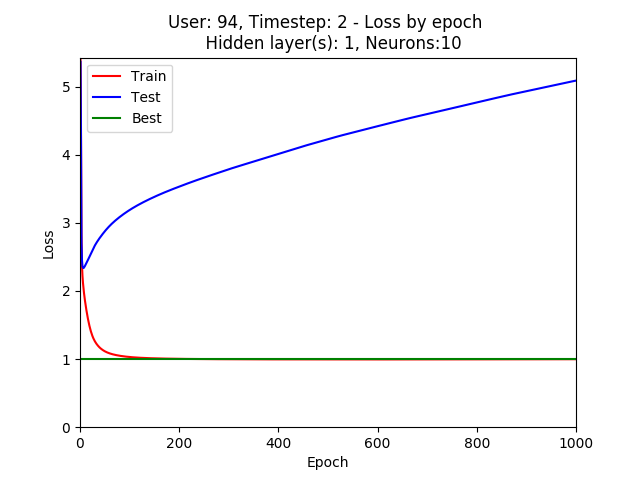 User: 94, Timestep: 2 - Loss by epoch
Hidden layer(s): 1, Neurons:10
Train
Test
Best
Loss
5
4
3
2
1
0
0 200 400 600 800 1000
Epoch